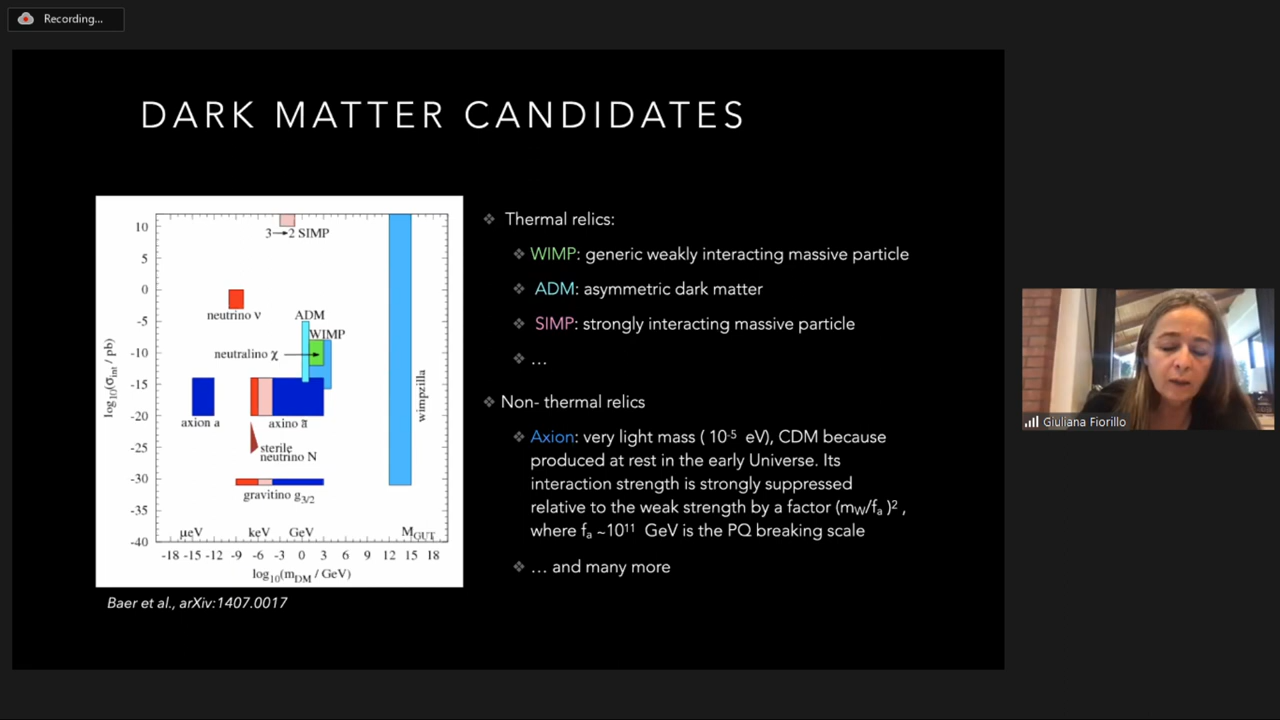 Recording...
DARK MATTER CANDIDATES
10
5
0
-5
-10
-15
-20
-25
-30
-35
-40
log10(σint / pb)
3→2 SIMP
neutrino ν
ADM
WIMP
neutralino χ
axion a
axino ã
sterile
neutrino N
gravitino g3/2
wimpzilla
μeV
keV
GeV
MGUT
-18 -15 -12 -9 -6 -3 0 3 6 9 12 15 18
log10(mDM / GeV)
Baer et al., arXiv:1407.0017
❖ Thermal relics:
❖ WIMP: generic weakly interacting massive particle
❖ ADM: asymmetric dark matter
❖ SIMP: strongly interacting massive particle
❖ …
❖ Non- thermal relics
❖ Axion: very light mass ( 10-5 eV), CDM because
produced at rest in the early Universe. Its
interaction strength is strongly suppressed
relative to the weak strength by a factor (mW/fa )2 ,
where fa ~1011 GeV is the PQ breaking scale
❖ … and many more
Giuliana Fiorillo